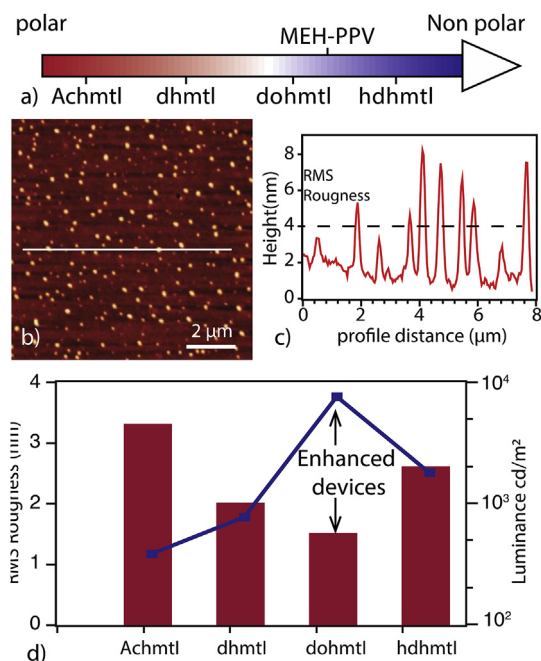 polar
Non polar
MEH-PPV
a)
Achmtl
dhmtl
dohmtl
hdhmtl
b)
2 μm
Height(nm)
8
6
4
2
0
RMS
Rougness
0
2
4
6
8
c)
profile distance (μm)
RMS Roughness (nm)
4
3
2
1
0
Enhanced
devices
10⁴
10³
10²
Luminance cd/m²
d)
Achmtl
dhmtl
dohmtl
hdhmtl